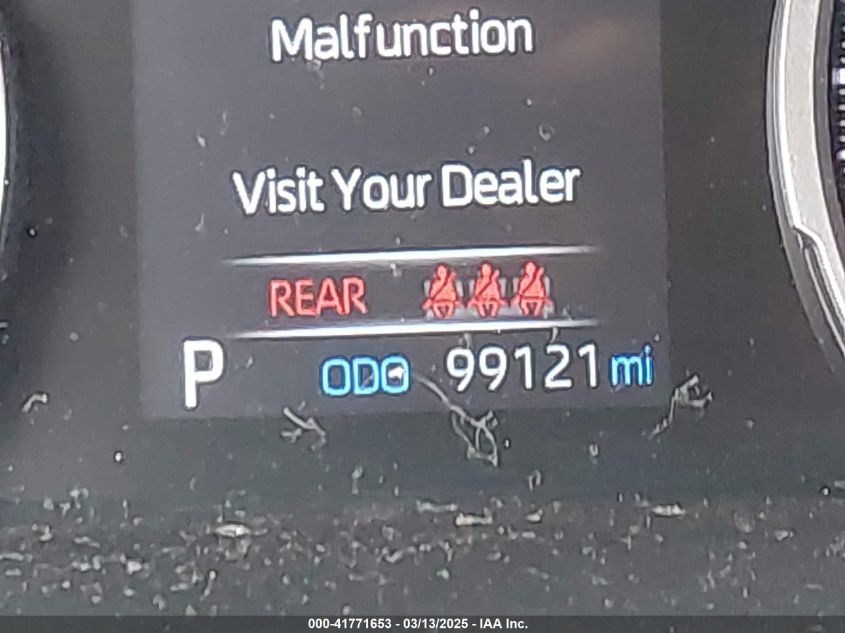 Malfunction
Visit Your Dealer
REAR
P ODO 99121 mi
000-41771653 - 03/13/2025 - IAA Inc.